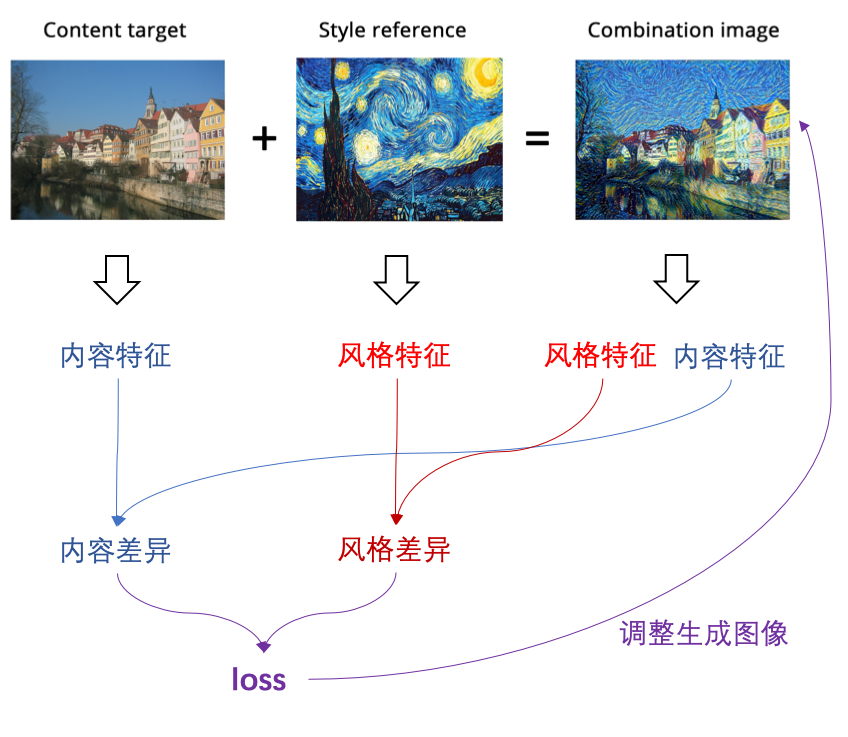 Content target
Style reference
Combination image
+
=
内容特征
风格特征
风格特征
内容特征
内容差异
风格差异
调整生成图像
loss